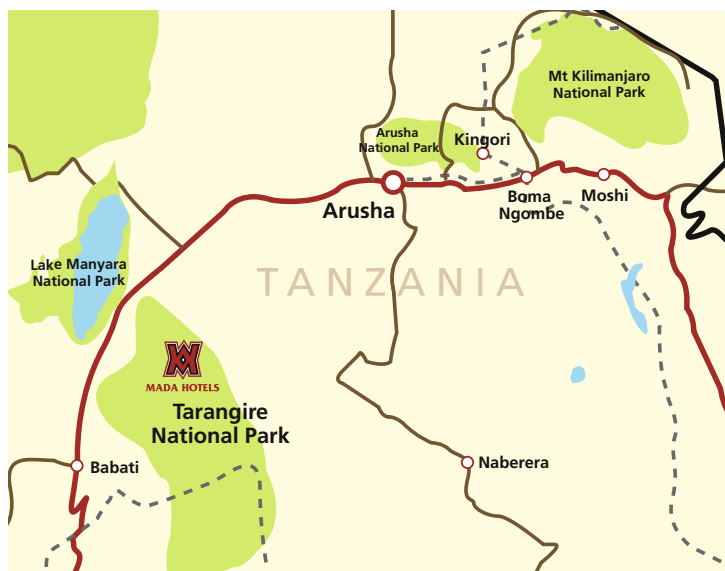 Mt Kilimanjaro
National Park
Arusha
National Park
Kingori
Arusha
Boma
Ngombe
Moshi
Lake Manyara
National Park
TANZANIA
MADA HOTELS
Tarangire
National Park
Babati
Naberera